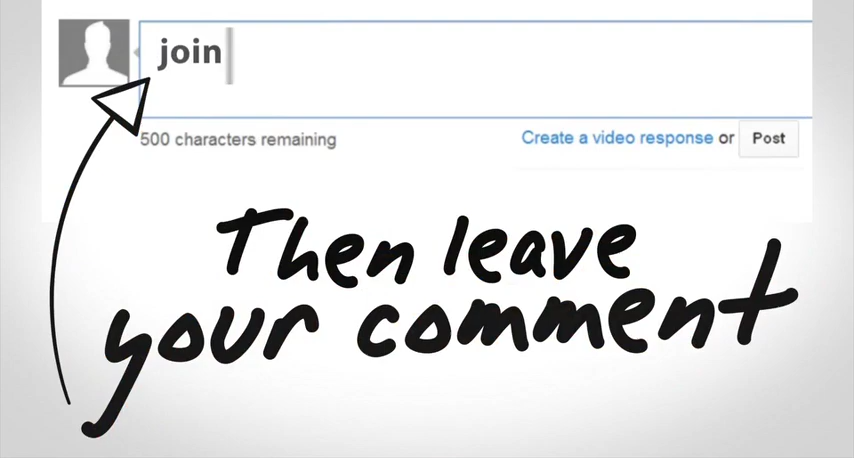 join
500 characters remaining
Create a video response or Post
Then leave
your comment